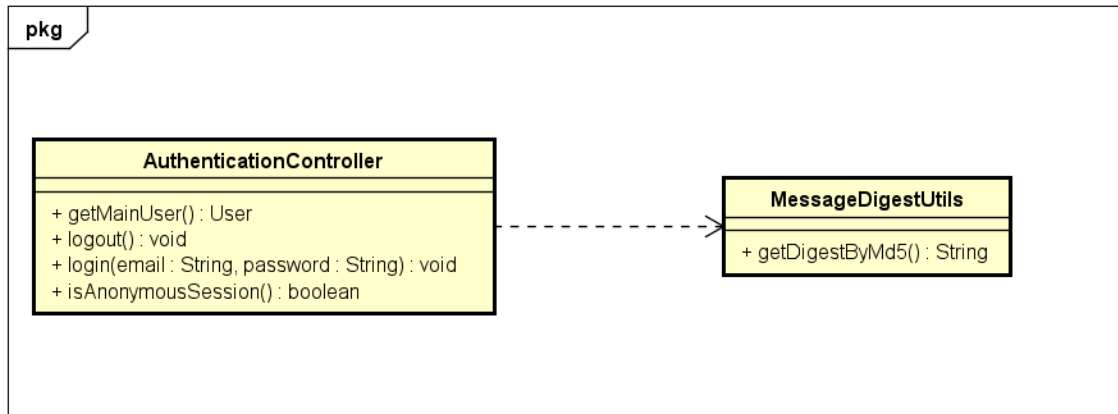 pkg
AuthenticationController
+ getMainUser() : User
+ logout() : void
+ login(email : String, password : String) : void
+ isAnonymousSession() : boolean
MessageDigestUtils
+ getDigestByMd5() : String